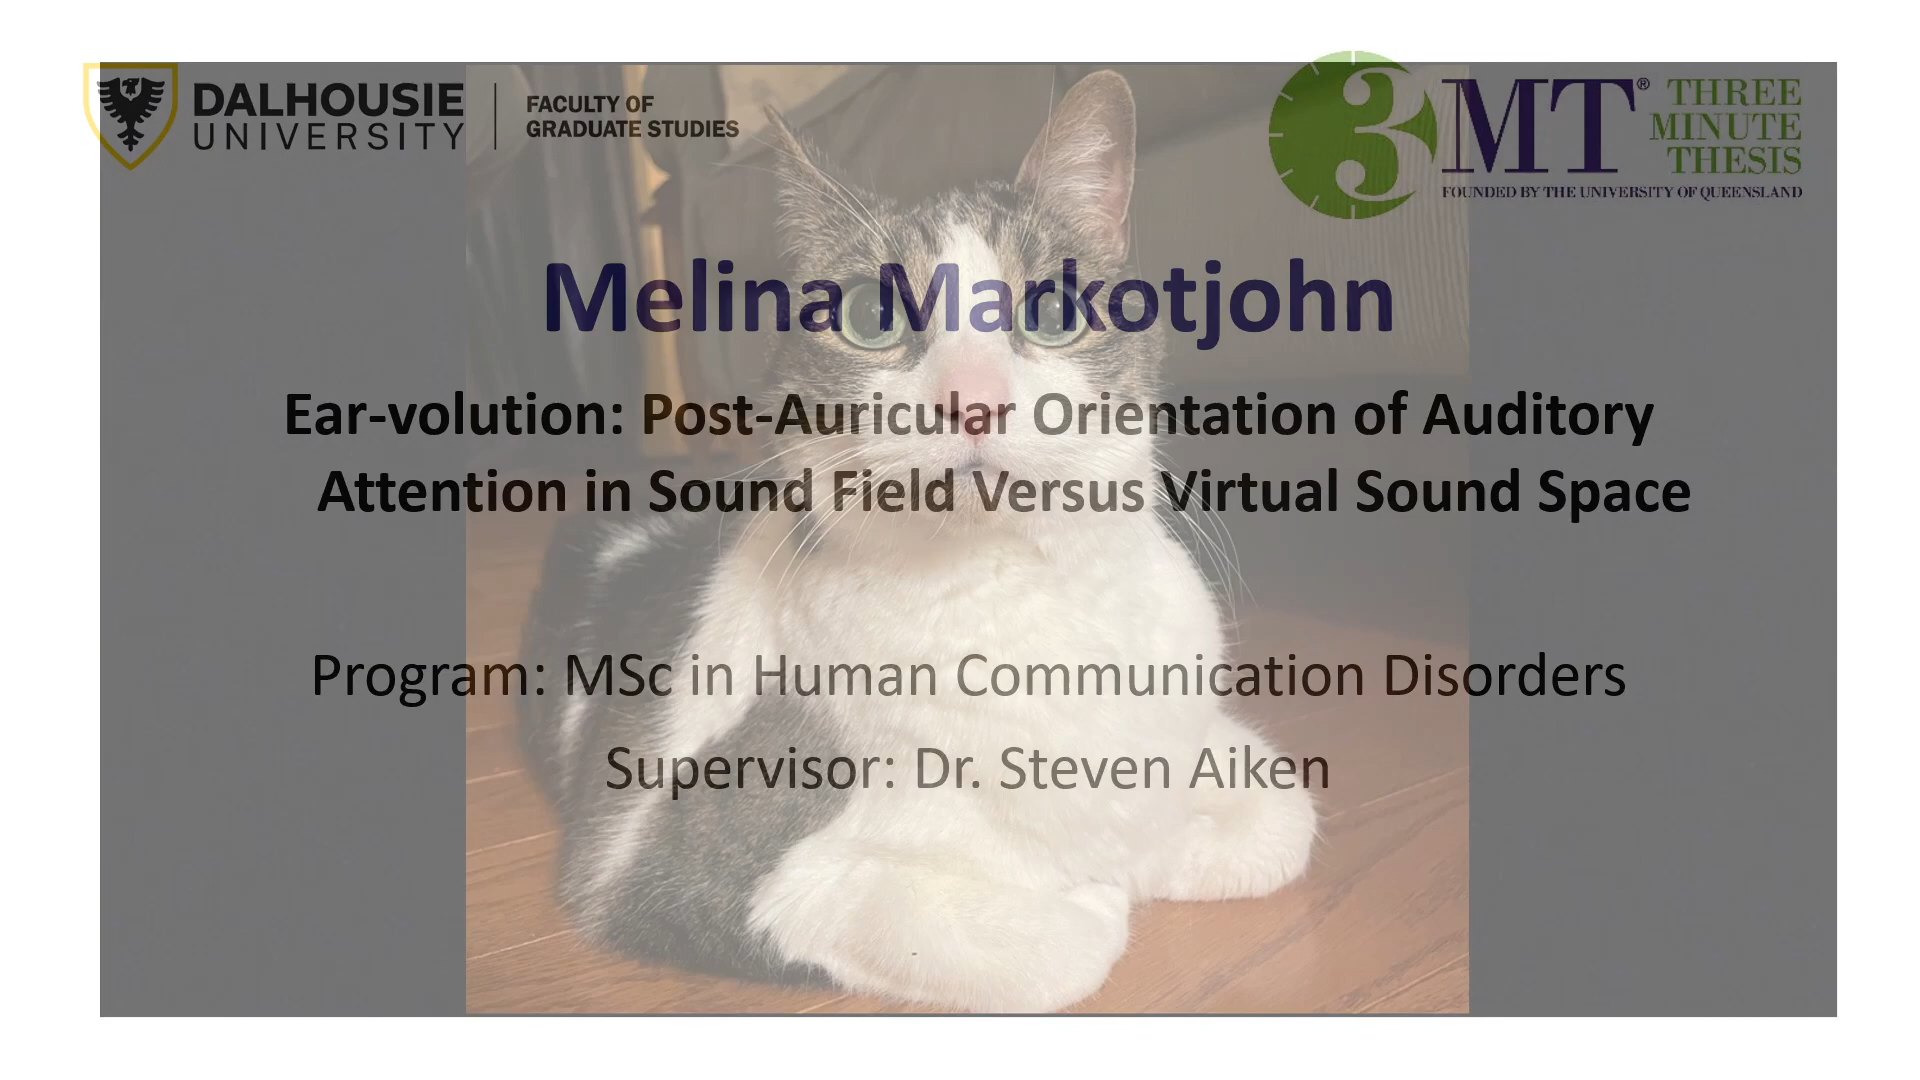 DALHOUSIE
UNIVERSITY
FACULTY OF
GRADUATE STUDIES
3MT® THREE
MINUTE
THESIS
FOUNDED BY THE UNIVERSITY OF QUEENSLAND
Melina Markotjohn
Ear-volution: Post-Auricular Orientation of Auditory
Attention in Sound Field Versus Virtual Sound Space
Program: MSc in Human Communication Disorders
Supervisor: Dr. Steven Aiken